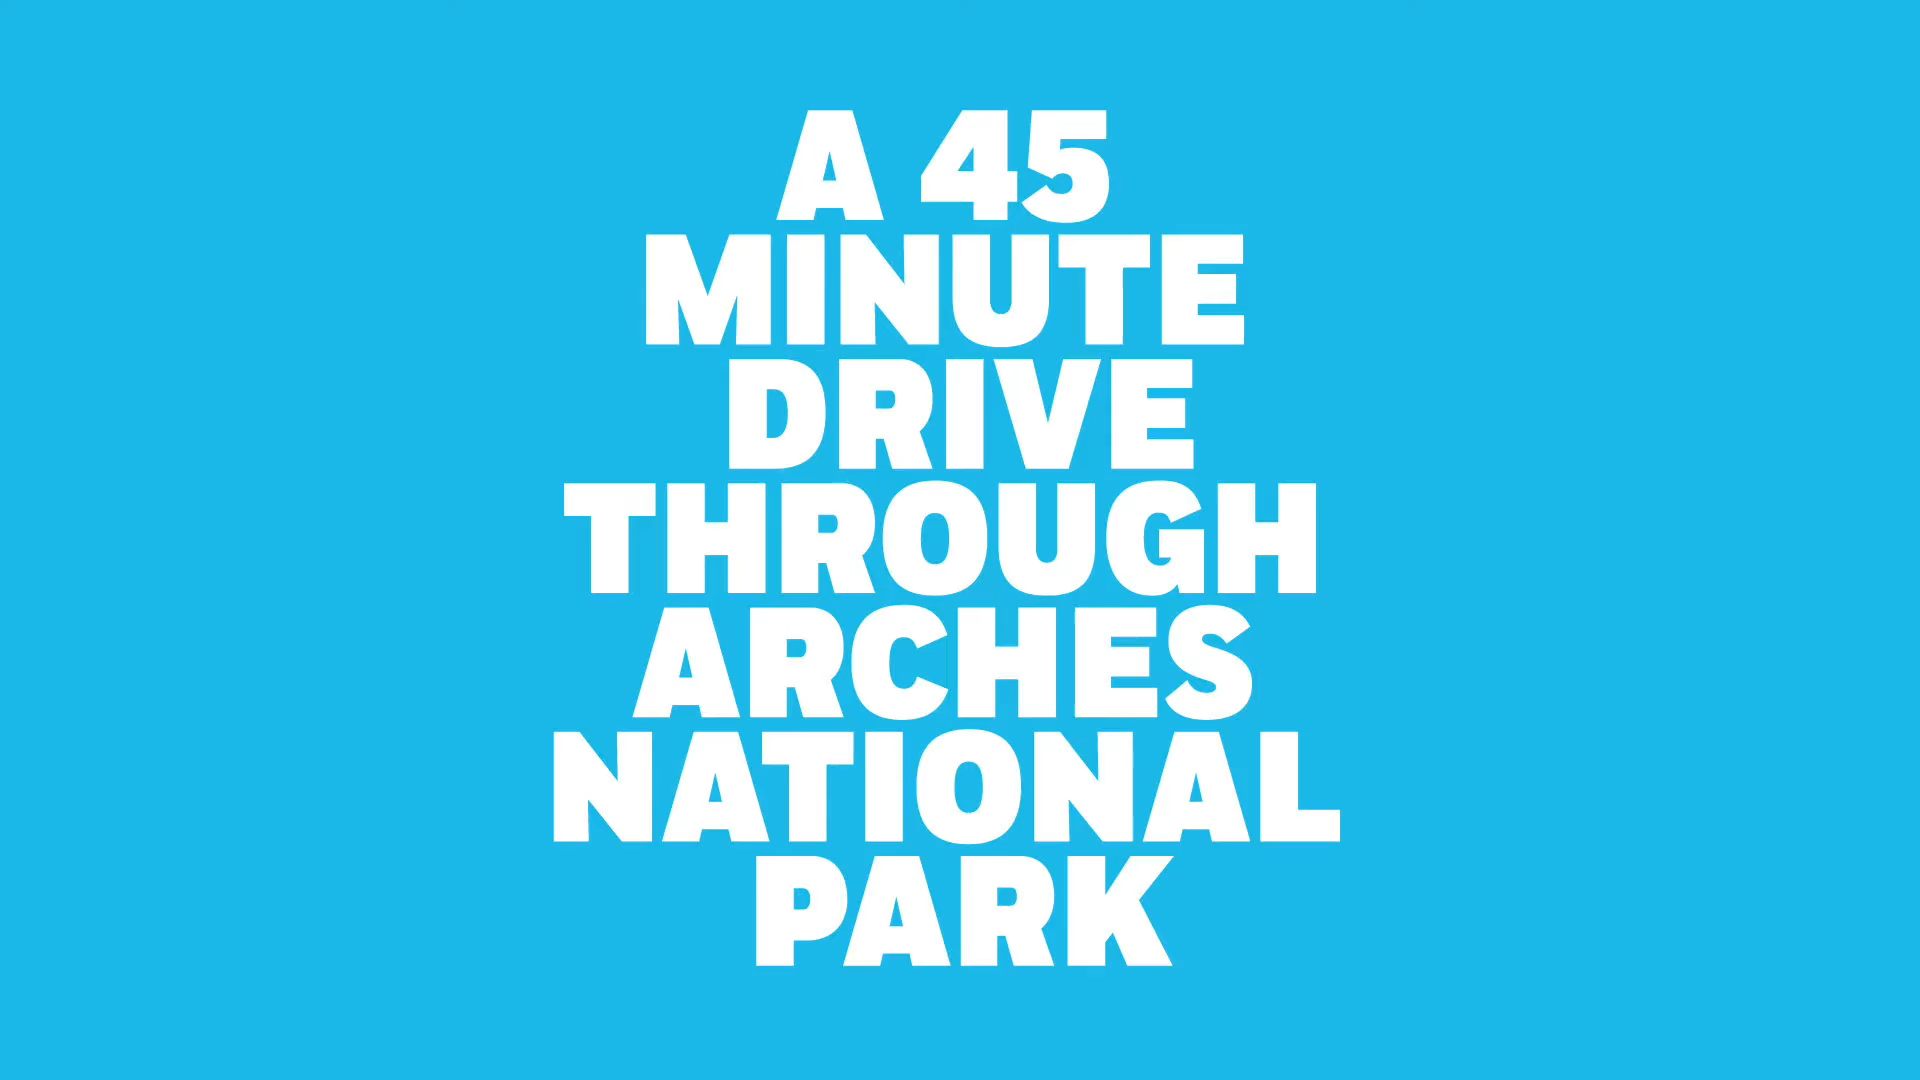 A 45
MINUTE
DRIVE
THROUGH
ARCHES
NATIONAL
PARK